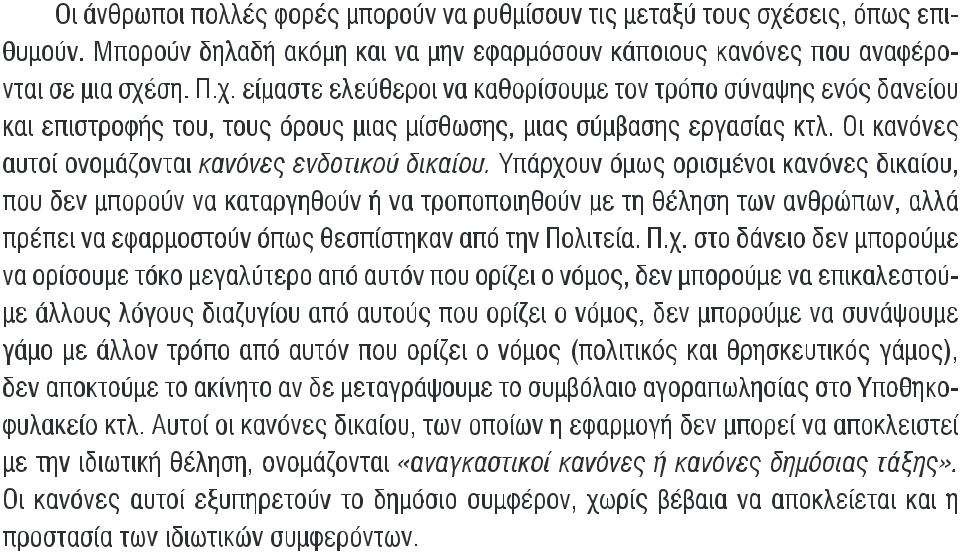 Οι άνθρωποι πολλές φορές μπορούν να ρυθμίσουν τις μεταξύ τους σχέσεις, όπως επι-
θυμούν. Μπορούν δηλαδή ακόμη και να μην εφαρμόσουν κάποιους κανόνες που αναφέρο-
νται σε μια σχέση. Π.χ. είμαστε ελεύθεροι να καθορίσουμε τον τρόπο σύναψης ενός δανείου
και επιστροφής του, τους όρους μιας μίσθωσης, μιας σύμβασης εργασίας κτλ. Οι κανόνες
αυτοί ονομάζονται κανόνες ενδοτικού δικαίου. Υπάρχουν όμως ορισμένοι κανόνες δικαίου,
που δεν μπορούν να καταργηθούν ή να τροποποιηθούν με τη θέληση των ανθρώπων, αλλά
πρέπει να εφαρμοστούν όπως θεσπίστηκαν από την Πολιτεία. Π.χ. στο δάνειο δεν μπορούμε
να ορίσουμε τόκο μεγαλύτερο από αυτόν που ορίζει ο νόμος, δεν μπορούμε να επικαλεστού-
με άλλους λόγους διαζυγίου από αυτούς που ορίζει ο νόμος, δεν μπορούμε να συνάψουμε
γάμο με άλλον τρόπο από αυτόν που ορίζει ο νόμος (πολιτικός και θρησκευτικός γάμος),
δεν αποκτούμε το ακίνητο αν δε μεταγράψουμε το συμβόλαιο αγοραπωλησίας στο Υποθηκο-
φυλακείο κτλ. Αυτοί οι κανόνες δικαίου, των οποίων η εφαρμογή δεν μπορεί να αποκλειστεί
με την ιδιωτική θέληση, ονομάζονται «αναγκαστικοί κανόνες ή κανόνες δημόσιας τάξης».
Οι κανόνες αυτοί εξυπηρετούν το δημόσιο συμφέρον, χωρίς βέβαια να αποκλείεται και η
προστασία των ιδιωτικών συμφερόντων.